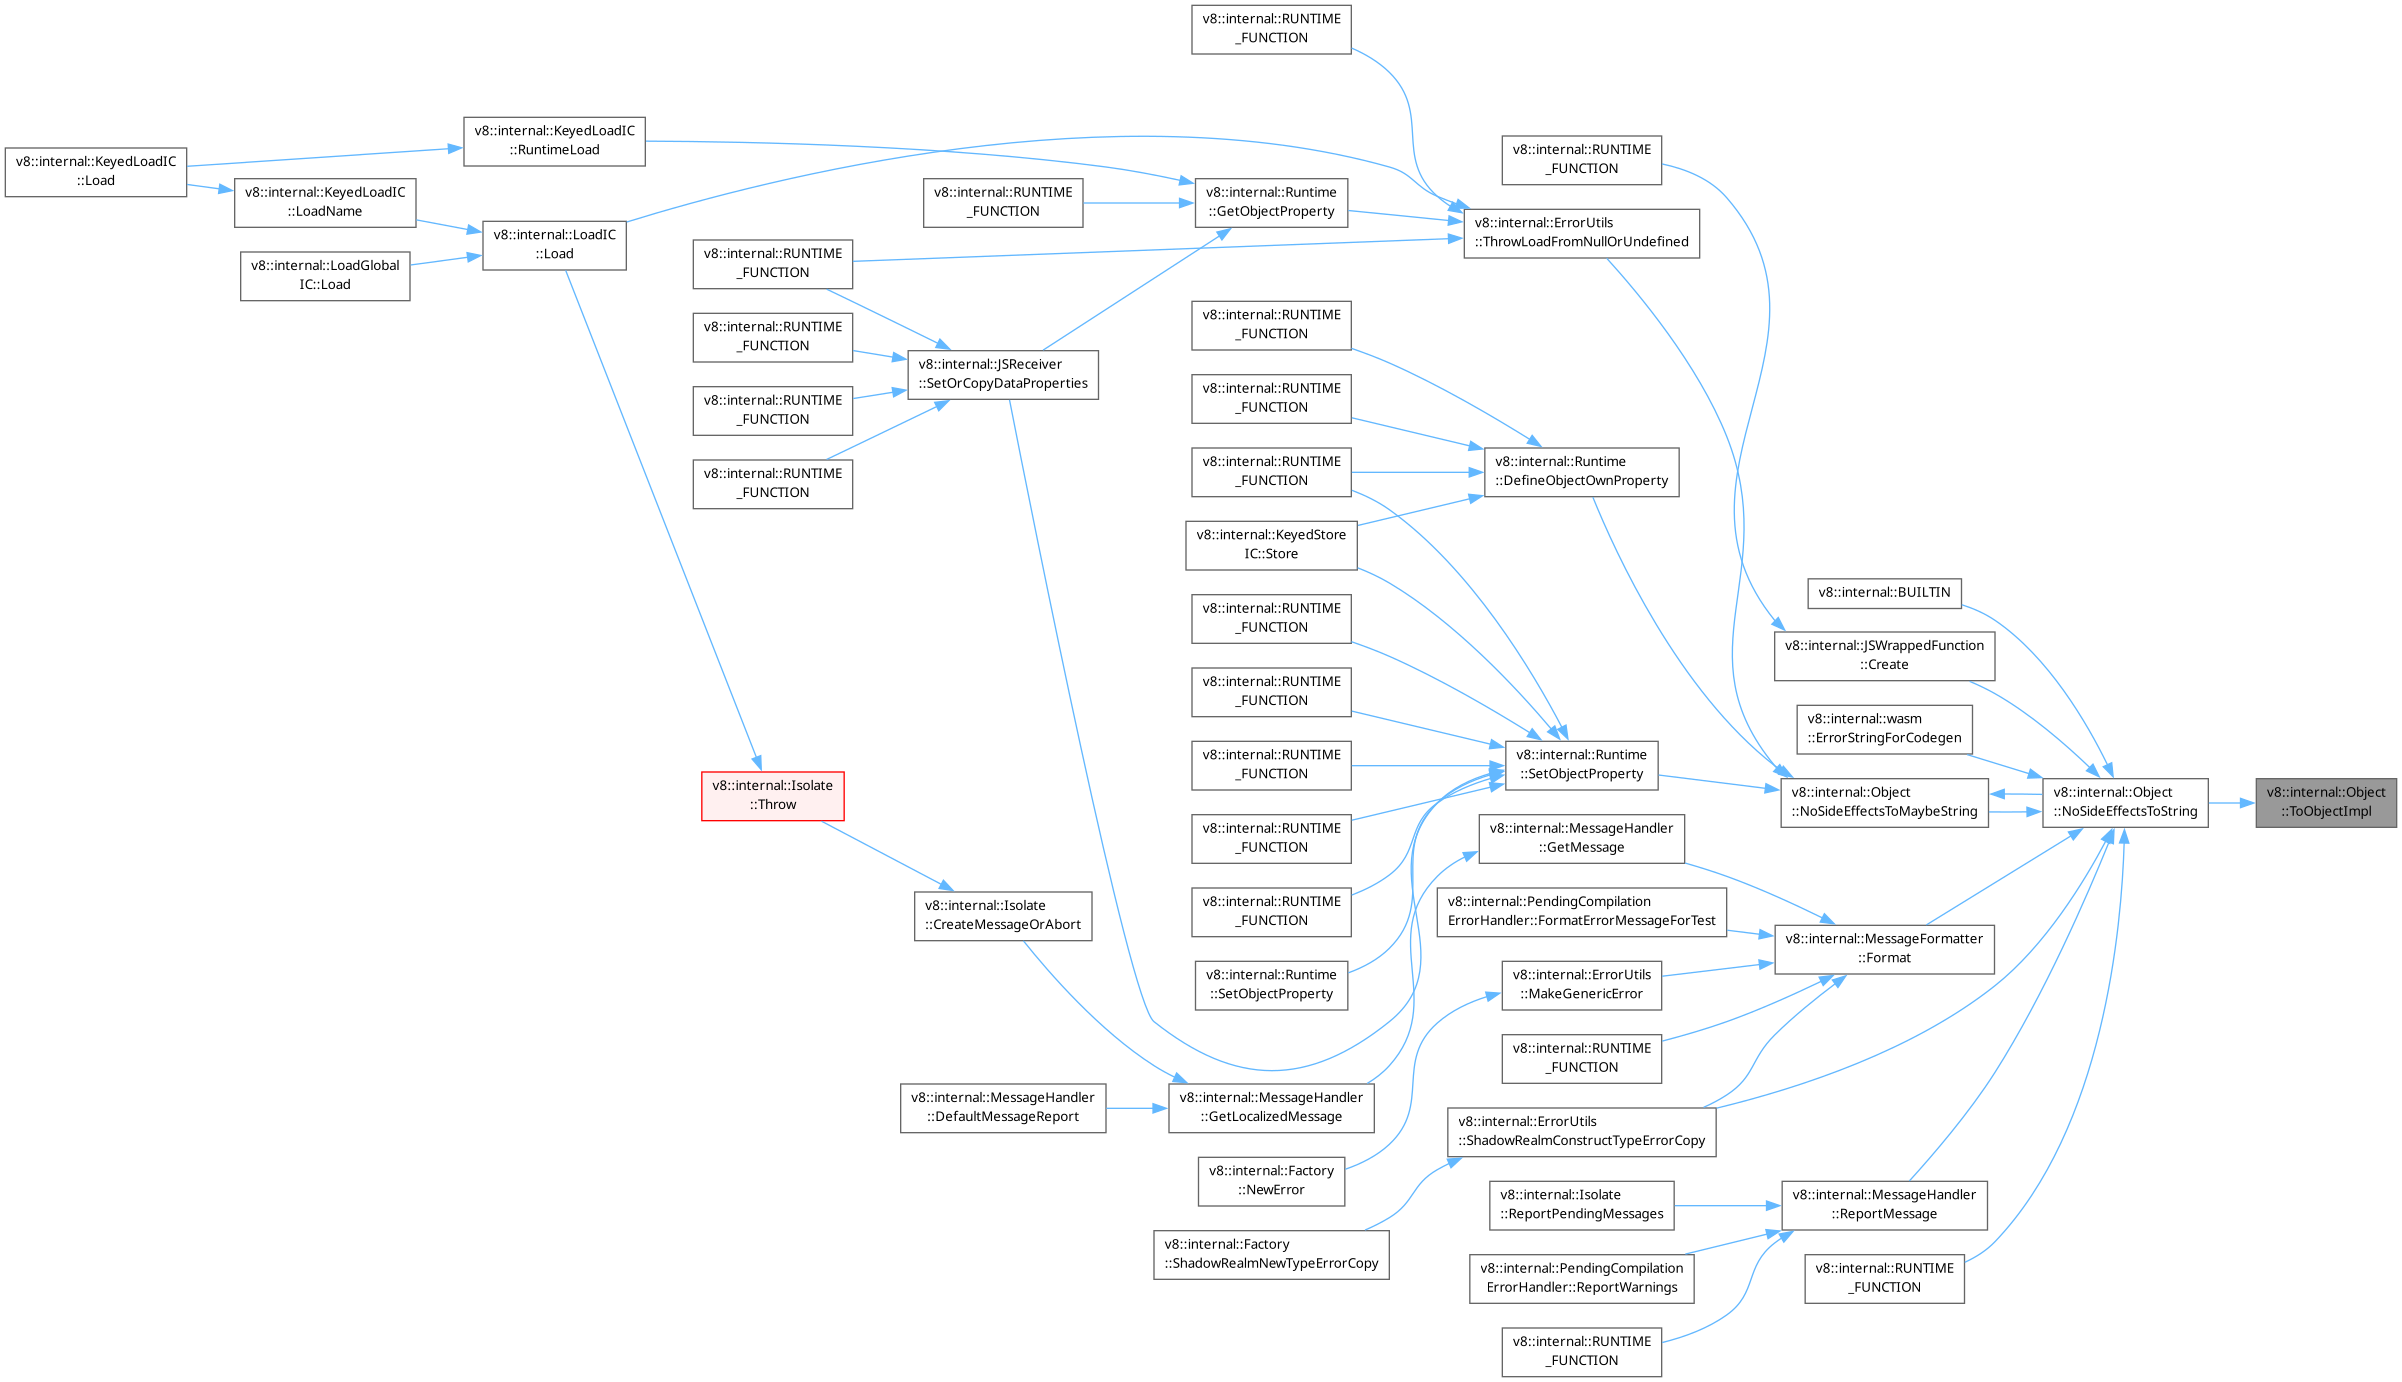 v8::internal::RUNTIME
_FUNCTION
v8::internal::KeyedLoadIC
::RuntimeLoad
v8::internal::RUNTIME
_FUNCTION
v8::internal::KeyedLoadIC
::Load
v8::internal::KeyedLoadIC
::LoadName
v8::internal::RUNTIME
_FUNCTION
v8::internal::Runtime
::GetObjectProperty
v8::internal::ErrorUtils
::ThrowLoadFromNullOrUndefined
v8::internal::LoadIC
::Load
v8::internal::LoadGlobal
IC::Load
v8::internal::RUNTIME
_FUNCTION
v8::internal::RUNTIME
_FUNCTION
v8::internal::RUNTIME
_FUNCTION
v8::internal::JSReceiver
::SetOrCopyDataProperties
v8::internal::RUNTIME
_FUNCTION
v8::internal::RUNTIME
_FUNCTION
v8::internal::RUNTIME
_FUNCTION
v8::internal::RUNTIME
_FUNCTION
v8::internal::Runtime
::DefineObjectOwnProperty
v8::internal::KeyedStore
IC::Store
v8::internal::BUILTIN
v8::internal::RUNTIME
_FUNCTION
v8::internal::JSWrappedFunction
::Create
v8::internal::RUNTIME
_FUNCTION
v8::internal::wasm
::ErrorStringForCodegen
v8::internal::RUNTIME
_FUNCTION
v8::internal::Runtime
::SetObjectProperty
v8::internal::Isolate
::Throw
v8::internal::Object
::NoSideEffectsToMaybeString
v8::internal::Object
::NoSideEffectsToString
v8::internal::Object
::ToObjectImpl
v8::internal::RUNTIME
_FUNCTION
v8::internal::MessageHandler
::GetMessage
v8::internal::RUNTIME
_FUNCTION
v8::internal::PendingCompilation
ErrorHandler::FormatErrorMessageForTest
v8::internal::Isolate
::CreateMessageOrAbort
v8::internal::MessageFormatter
::Format
v8::internal::Runtime
::SetObjectProperty
v8::internal::ErrorUtils
::MakeGenericError
v8::internal::RUNTIME
_FUNCTION
v8::internal::MessageHandler
::DefaultMessageReport
v8::internal::MessageHandler
::GetLocalizedMessage
v8::internal::ErrorUtils
::ShadowRealmConstructTypeErrorCopy
v8::internal::Factory
::NewError
v8::internal::Isolate
::ReportPendingMessages
v8::internal::MessageHandler
::ReportMessage
v8::internal::Factory
::ShadowRealmNewTypeErrorCopy
v8::internal::PendingCompilation
ErrorHandler::ReportWarnings
v8::internal::RUNTIME
_FUNCTION
v8::internal::RUNTIME
_FUNCTION